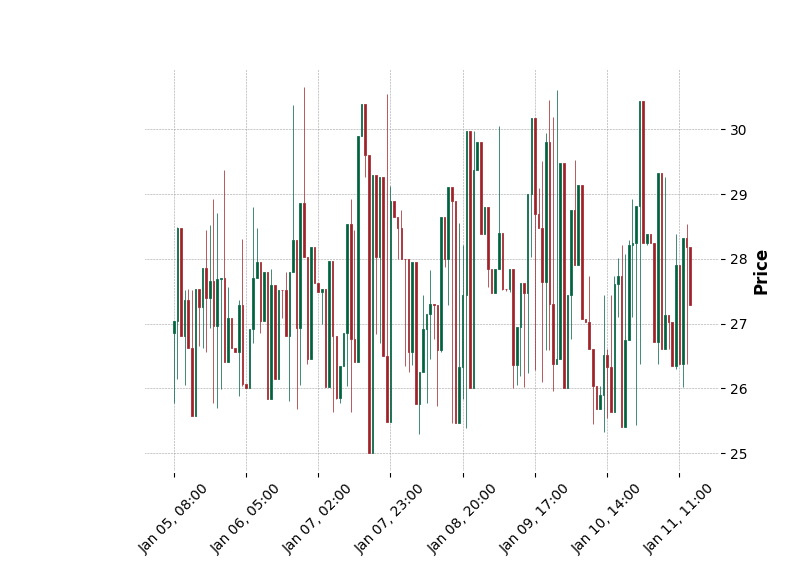 30
29
28
27
26
25
Price
Jan 05, 08:00
Jan 06, 05:00
Jan 07, 02:00
Jan 07, 23:00
Jan 08, 20:00
Jan 09, 17:00
Jan 10, 14:00
Jan 11, 11:00